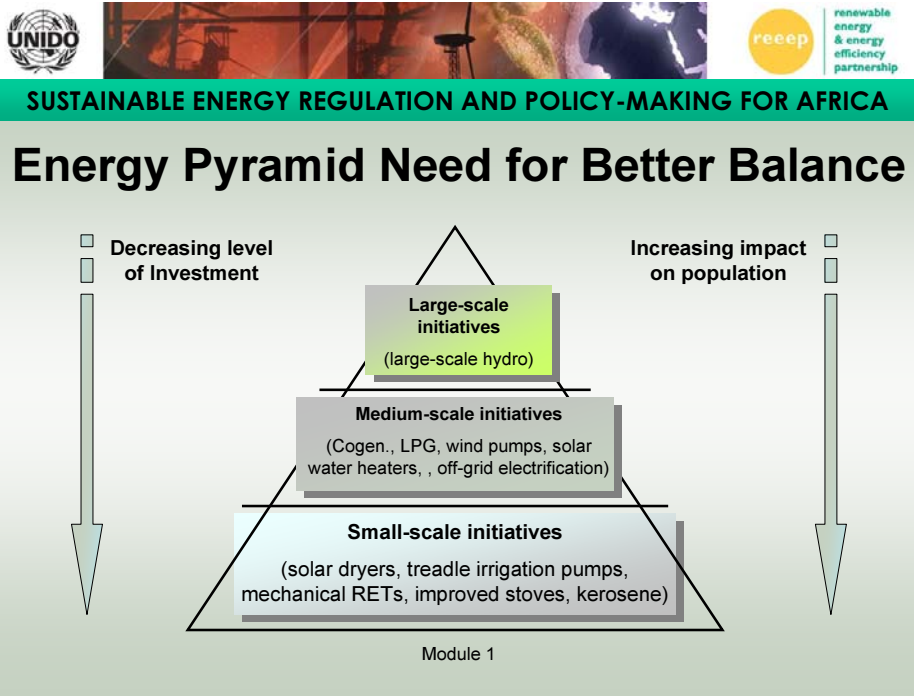 UNIDO
reeep
renewable
energy
& energy
efficiency
partnership
SUSTAINABLE ENERGY REGULATION AND POLICY-MAKING FOR AFRICA
Energy Pyramid Need for Better Balance
Decreasing level
of Investment
Increasing impact
on population
Large-scale
initiatives
(large-scale hydro)
Medium-scale initiatives
(Cogen., LPG, wind pumps, solar
water heaters, , off-grid electrification)
Small-scale initiatives
(solar dryers, treadle irrigation pumps,
mechanical RETs, improved stoves, kerosene)
Module 1